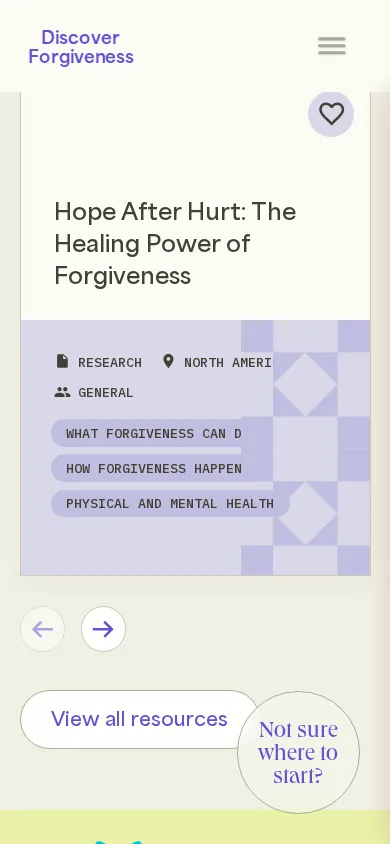 Discover
Forgiveness
Hope After Hurt: The
Healing Power of
Forgiveness
RESEARCH NORTH AMERI
GENERAL
WHAT FORGIVENESS CAN D
HOW FORGIVENESS HAPPEN
PHYSICAL AND MENTAL HEALTH
View all resources
Not sure
where to
start?